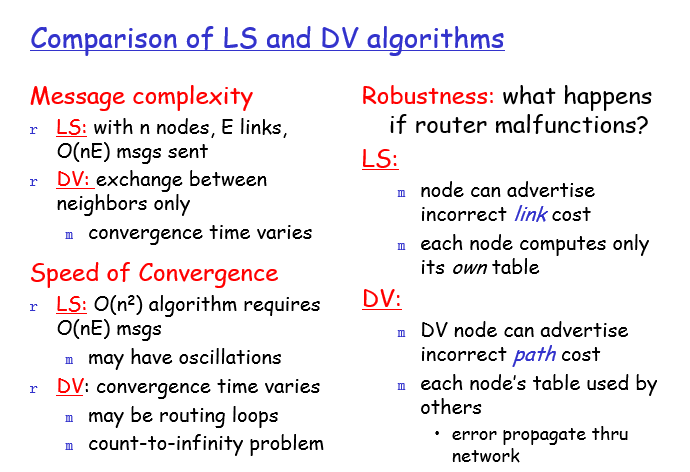 Comparison of LS and DV algorithms
Message complexity
r LS: with n nodes, E links,
O(nE) msgs sent
r DV: exchange between
neighbors only
m convergence time varies
Speed of Convergence
r LS: O(n²) algorithm requires
O(nE) msgs
m may have oscillations
r DV: convergence time varies
m may be routing loops
m count-to-infinity problem
Robustness: what happens
if router malfunctions?
LS:
m node can advertise
incorrect link cost
m each node computes only
its own table
DV:
m DV node can advertise
incorrect path cost
m each node's table used by
others
• error propagate thru
network